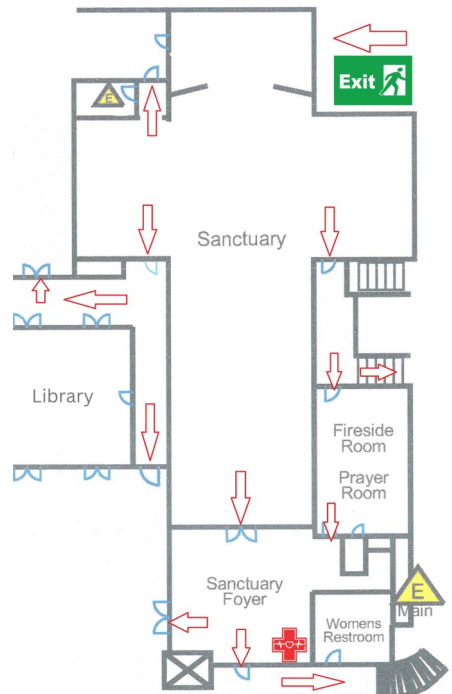 Exit
E
Sanctuary
Library
Fireside
Room
Prayer
Room
Sanctuary
Foyer
E
Main
Womens
Restroom